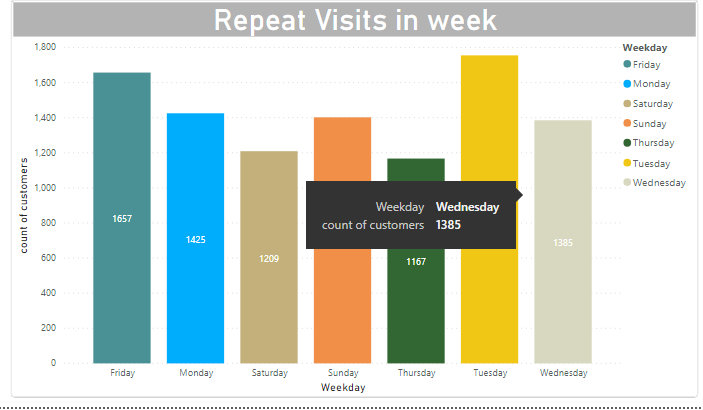 Repeat Visits in week
1,800
1,600
1,400
1,200
1,000
800
600
400
200
0
count of customers
1657
1425
1209
1167
1385
Weekday Wednesday
count of customers 1385
Friday Monday Saturday Sunday Thursday Tuesday Wednesday
Weekday
Weekday
Friday
Monday
Saturday
Sunday
Thursday
Tuesday
Wednesday